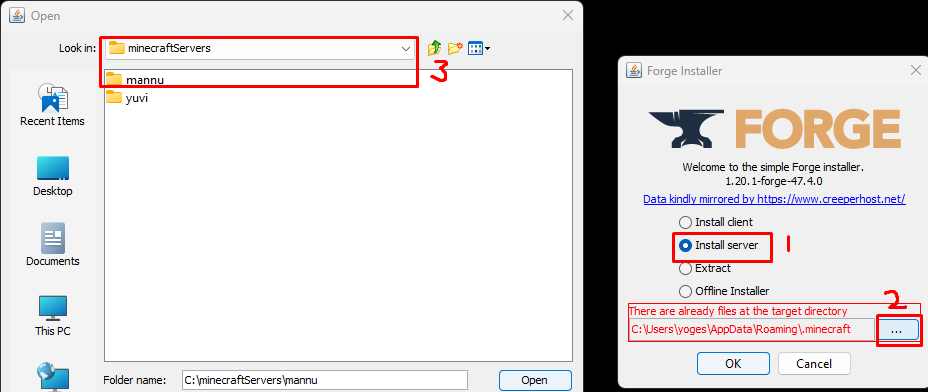 Open
Look in:
minecraftServers
3
mannu
yuvi
Recent Items
Desktop
Documents
This PC
Folder name:
C:\minecraftServers\mannu
Open
Forge Installer
FORGE
Welcome to the simple Forge installer.
1.20.1-forge-47.4.0
Data kindly mirrored by https://www.creeperhost.net/
Install client
Install server
1
Extract
Offline Installer
2
There are already files at the target directory
C:\Users\yoges\AppData\Roaming\.minecraft
...
OK
Cancel